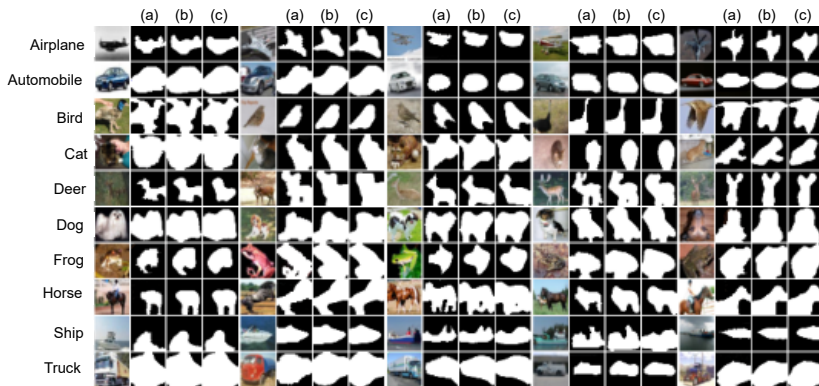 (a) (b) (c) (a) (b) (c) (a) (b) (c) (a) (b) (c) (a) (b) (c)
Airplane
Automobile
Bird
Cat
Deer
Dog
Frog
Horse
Ship
Truck